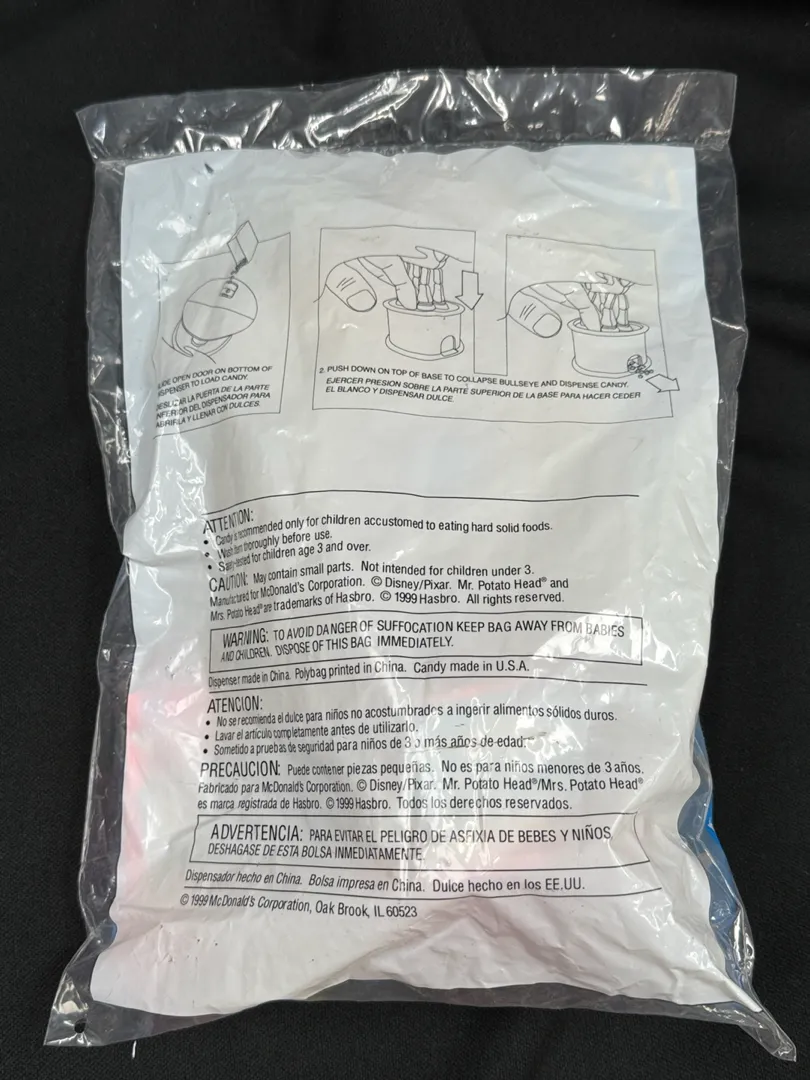 SLIDE OPEN DOOR ON BOTTOM OF
DISPENSER TO LOAD CANDY.
DESLIZAR LA PUERTA DE LA PARTE
INFERIOR DEL DISPENSADOR PARA
ABRIRLA Y LLENAR CON DULCES.
2. PUSH DOWN ON TOP OF BASE TO COLLAPSE BULLSEYE AND DISPENSE CANDY.
EJERCER PRESION SOBRE LA PARTE SUPERIOR DE LA BASE PARA HACER CEDER
EL BLANCO Y DISPENSAR DULCE.
ATTENTION:
• Candy is recommended only for children accustomed to eating hard solid foods.
• Wash item thoroughly before use.
• Safety-tested for children age 3 and over.
CAUTION: May contain small parts. Not intended for children under 3.
Manufactured for McDonald's Corporation. © Disney/Pixar. Mr. Potato Head® and
Mrs. Potato Head® are trademarks of Hasbro. © 1999 Hasbro. All rights reserved.
WARNING: TO AVOID DANGER OF SUFFOCATION KEEP BAG AWAY FROM BABIES
AND CHILDREN. DISPOSE OF THIS BAG IMMEDIATELY.
Dispenser made in China. Polybag printed in China. Candy made in U.S.A.
ATENCION:
• No se recomienda el dulce para niños no acostumbrados a ingerir alimentos sólidos duros.
• Lavar el artículo completamente antes de utilizarlo.
• Sometido a pruebas de seguridad para niños de 3 o más años de edad.
PRECAUCION: Puede contener piezas pequeñas. No es para niños menores de 3 años.
Fabricado para McDonald's Corporation. © Disney/Pixar. Mr. Potato Head®/Mrs. Potato Head®
es marca registrada de Hasbro. © 1999 Hasbro. Todos los derechos reservados.
ADVERTENCIA: PARA EVITAR EL PELIGRO DE ASFIXIA DE BEBES Y NIÑOS
DESHAGASE DE ESTA BOLSA INMEDIATAMENTE.
Dispensador hecho en China. Bolsa impresa en China. Dulce hecho en los EE.UU.
© 1999 McDonald's Corporation, Oak Brook, IL 60523